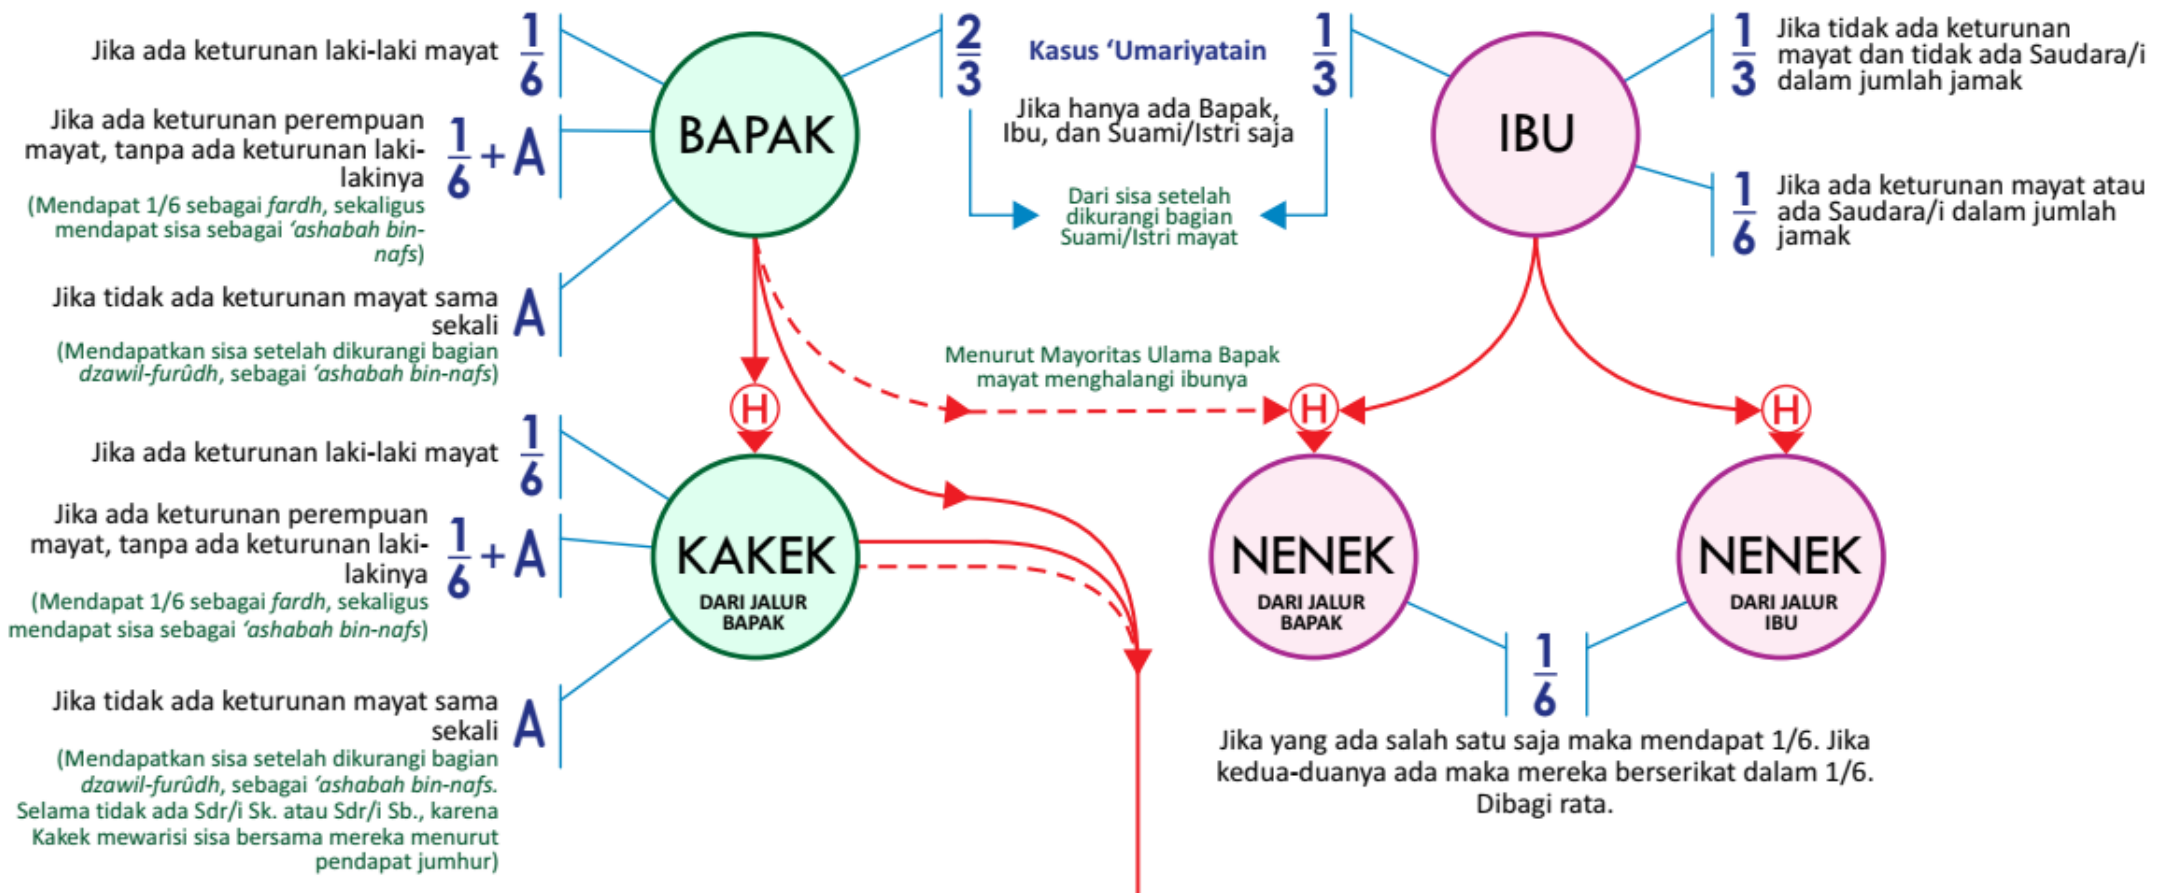 Jika ada keturunan laki-laki mayat
1/6
Jika ada keturunan perempuan
mayat, tanpa ada keturunan laki-
lakinya
1/6 + A
(Mendapat 1/6 sebagai fardh, sekaligus
mendapat sisa sebagai ‘ashabah bin-
nafs)
Jika tidak ada keturunan mayat sama
sekali
A
(Mendapatkan sisa setelah dikurangi bagian
dzawil-furûdh, sebagai ‘ashabah bin-nafs)
BAPAK
2/3
Kasus ‘Umariyatain
1/3
Jika hanya ada Bapak,
Ibu, dan Suami/Istri saja
Dari sisa setelah
dikurangi bagian
Suami/Istri mayat
IBU
1/3
Jika tidak ada keturunan
mayat dan tidak ada Saudara/i
dalam jumlah jamak
1/6
Jika ada keturunan mayat atau
ada Saudara/i dalam jumlah
jamak
Menurut Mayoritas Ulama Bapak
mayat menghalangi ibunya
H
H
H
Jika ada keturunan laki-laki mayat
1/6
Jika ada keturunan perempuan
mayat, tanpa ada keturunan laki-
lakinya
1/6 + A
(Mendapat 1/6 sebagai fardh, sekaligus
mendapat sisa sebagai ‘ashabah bin-nafs)
Jika tidak ada keturunan mayat sama
sekali
A
(Mendapatkan sisa setelah dikurangi bagian
dzawil-furûdh, sebagai ‘ashabah bin-nafs.
Selama tidak ada Sdr/i Sk. atau Sdr/i Sb., karena
Kakek mewarisi sisa bersama mereka menurut
pendapat jumhur)
KAKEK
DARI JALUR
BAPAK
NENEK
DARI JALUR
BAPAK
NENEK
DARI JALUR
IBU
1/6
Jika yang ada salah satu saja maka mendapat 1/6. Jika
kedua-duanya ada maka mereka berserikat dalam 1/6.
Dibagi rata.